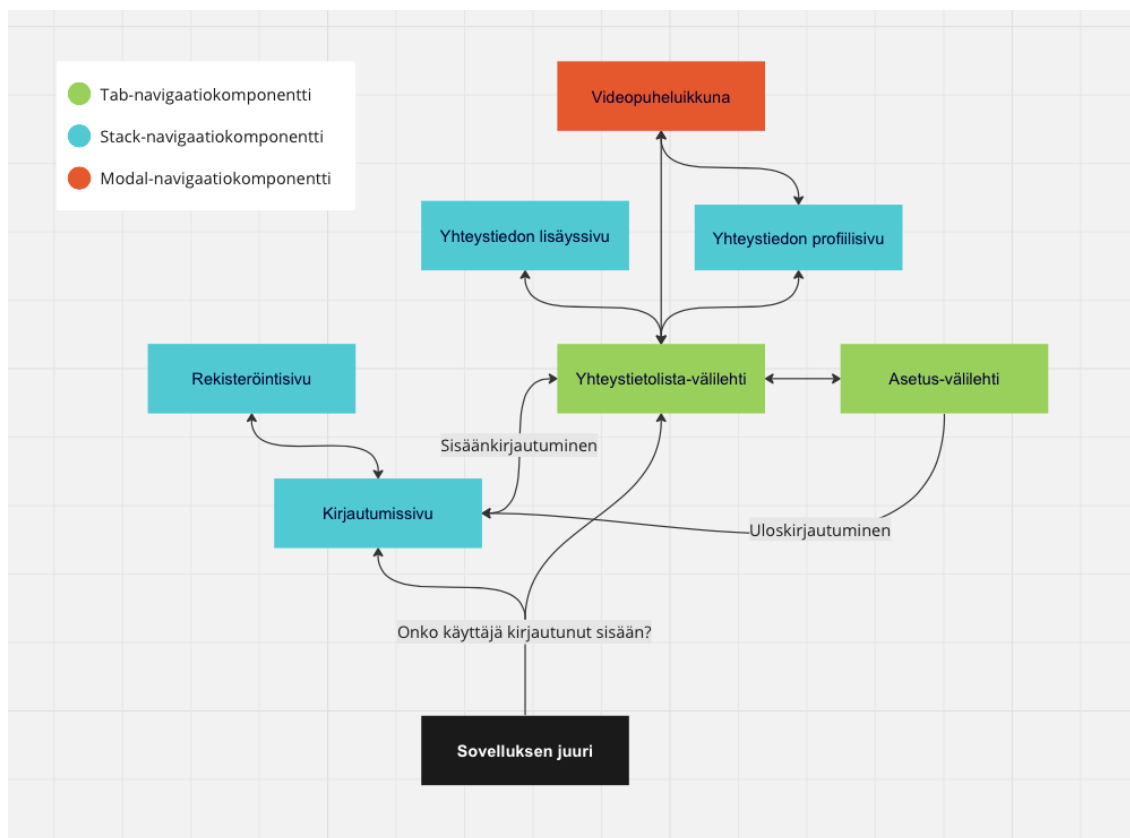 Tab-navigaatiokomponentti
Stack-navigaatiokomponentti
Modal-navigaatiokomponentti
Videopuheluikkuna
Yhteystiedon lisäyssivu
Yhteystiedon profiilisivu
Rekisteröintisivu
Yhteystietolista-välilehti
Asetus-välilehti
Sisäänkirjautuminen
Kirjautumissivu
Uloskirjautuminen
Onko käyttäjä kirjautunut sisään?
Sovelluksen juuri